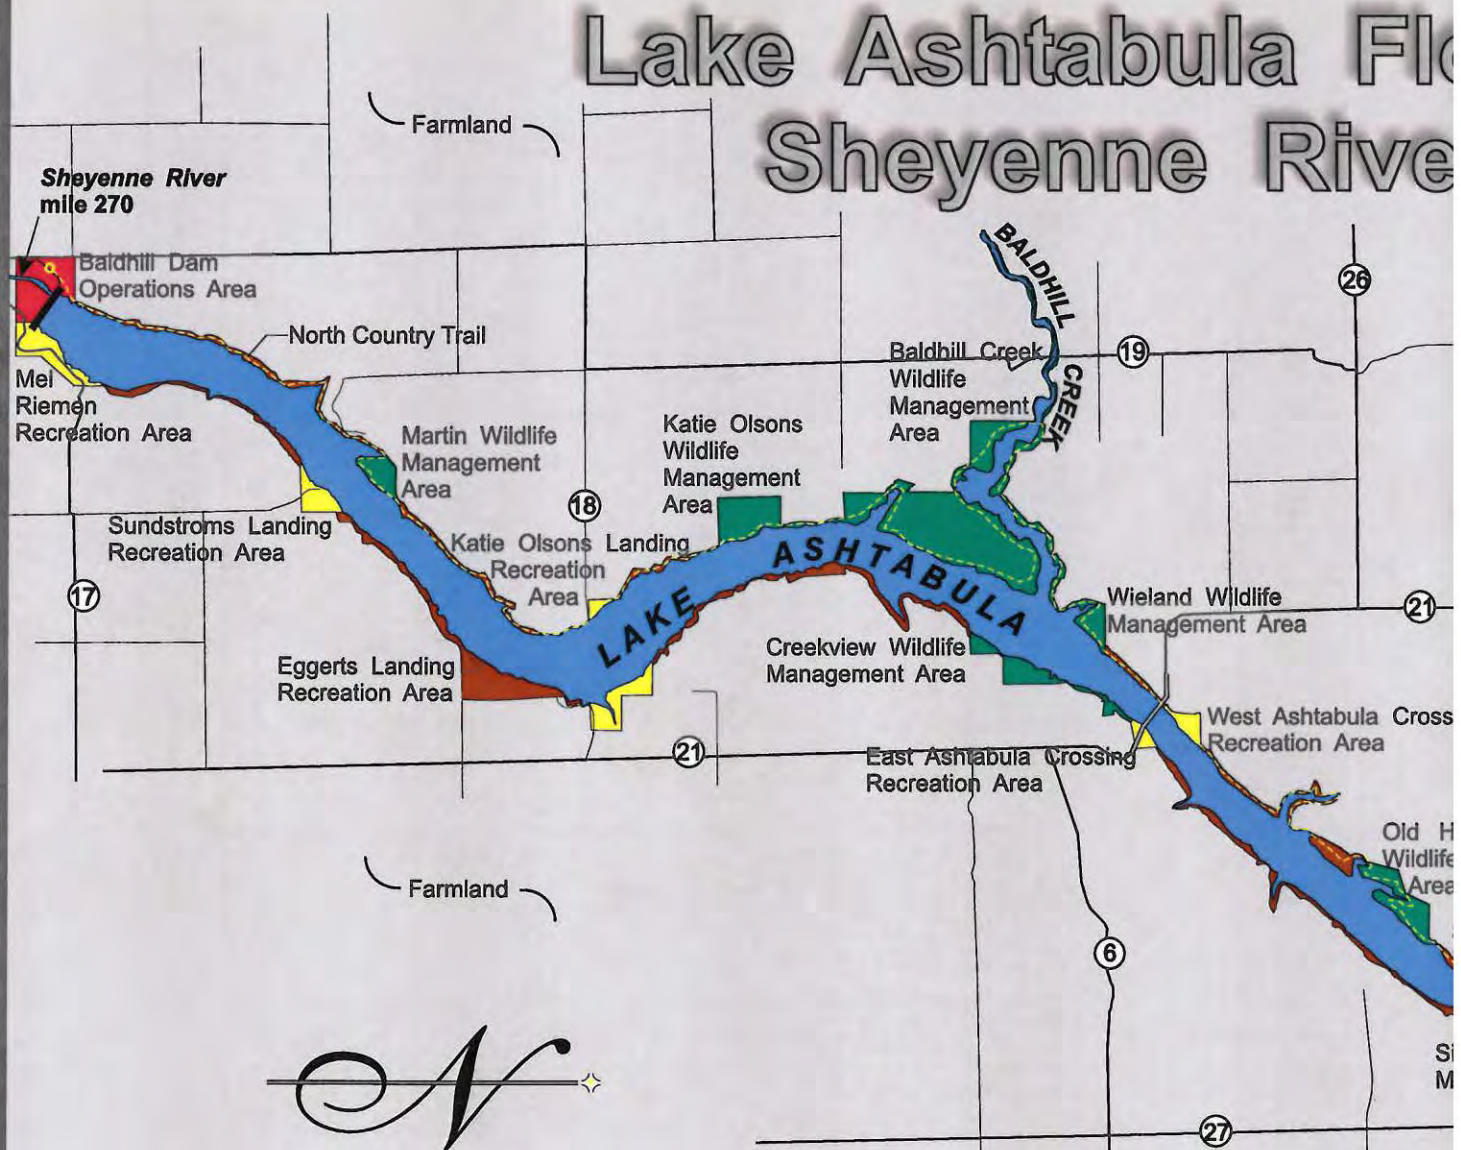 Lake Ashtabula
Sheyenne
Farmland
Sheyenne River
mile 270
Baldhill Dam
Operations Area
North Country Trail
BALDHILL
CREEK
26
19
Baldhill Creek
Wildlife
Management
Area
Mel
Riemen
Recreation Area
Martin Wildlife
Management
Area
Katie Olsons
Wildlife
Management
Area
18
Sundstroms Landing
Recreation Area
Katie Olsons Landing
Recreation
Area
17
LAKE ASHTABULA
Wieland Wildlife
Management Area
21
Creekview Wildlife
Management Area
Eggerts Landing
Recreation Area
West Ashtabula
Recreation Area
21
East Ashtabula Crossing
Recreation Area
Old
Wildlife
Area
Farmland
6
N
27